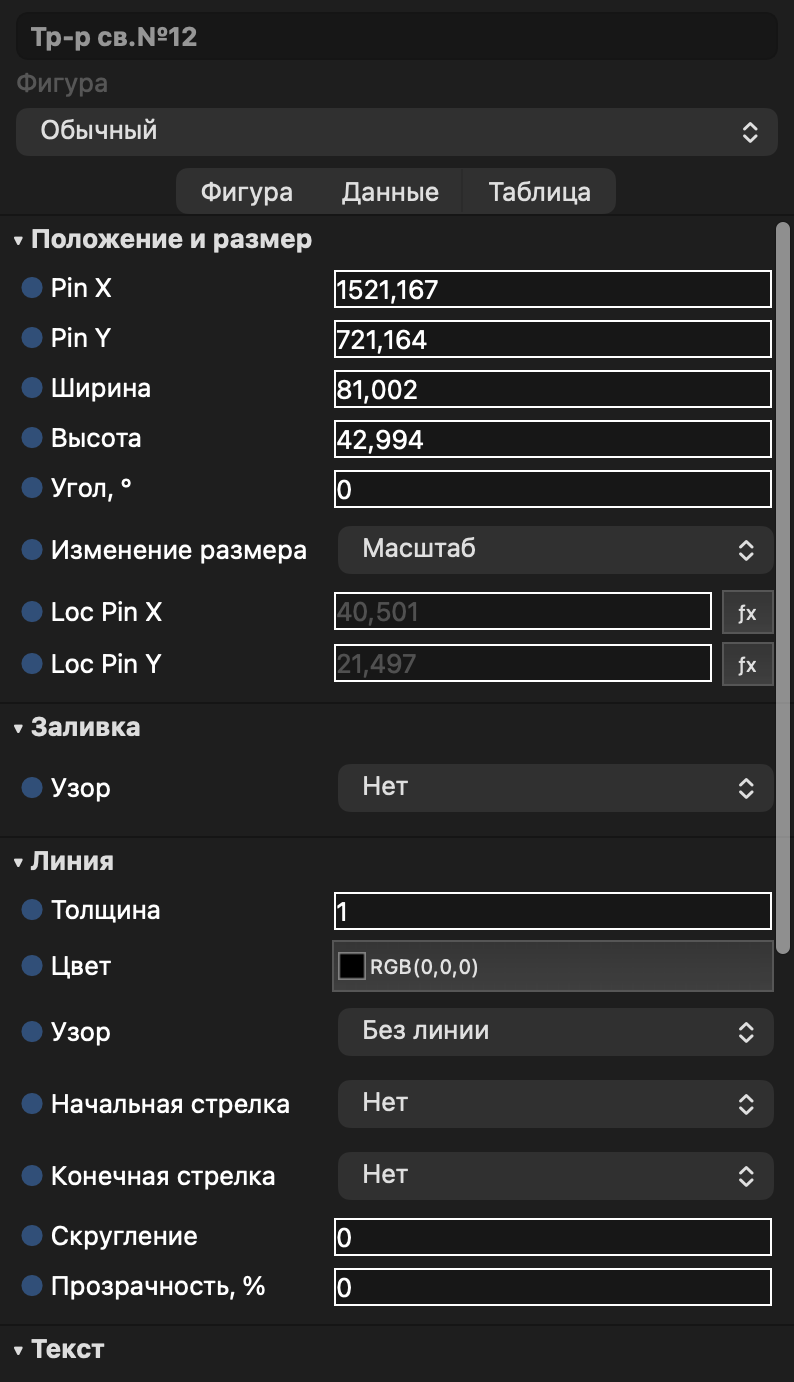 Тр-р св.№12
Фигура
Обычный
Фигура Данные Таблица
Положение и размер
Pin X 1521,167
Pin Y 721,164
Ширина 81,002
Высота 42,994
Угол, ° 0
Изменение размера Масштаб
Loc Pin X 40,501 ƒx
Loc Pin Y 21,497 ƒx
Заливка
Узор Нет
Линия
Толщина 1
Цвет RGB(0,0,0)
Узор Без линии
Начальная стрелка Нет
Конечная стрелка Нет
Скругление 0
Прозрачность, % 0
Текст